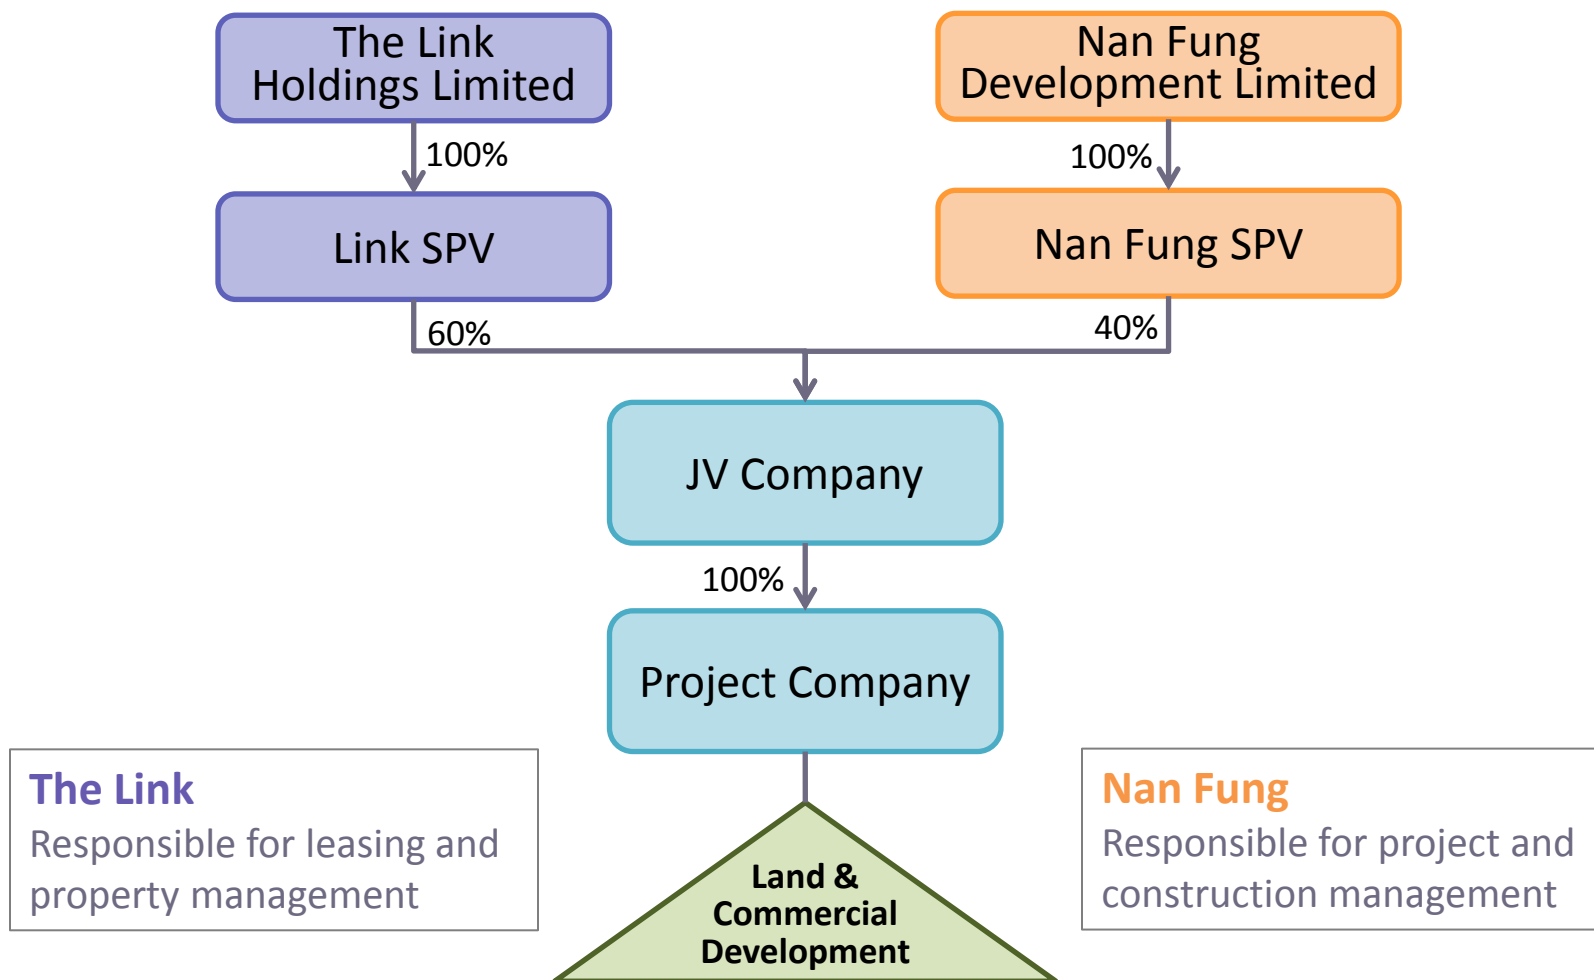 The Link
Holdings Limited
Nan Fung
Development Limited
100%
100%
Link SPV
Nan Fung SPV
60%
40%
JV Company
100%
Project Company
The Link
Responsible for leasing and
property management
Land &
Commercial
Development
Nan Fung
Responsible for project and
construction management